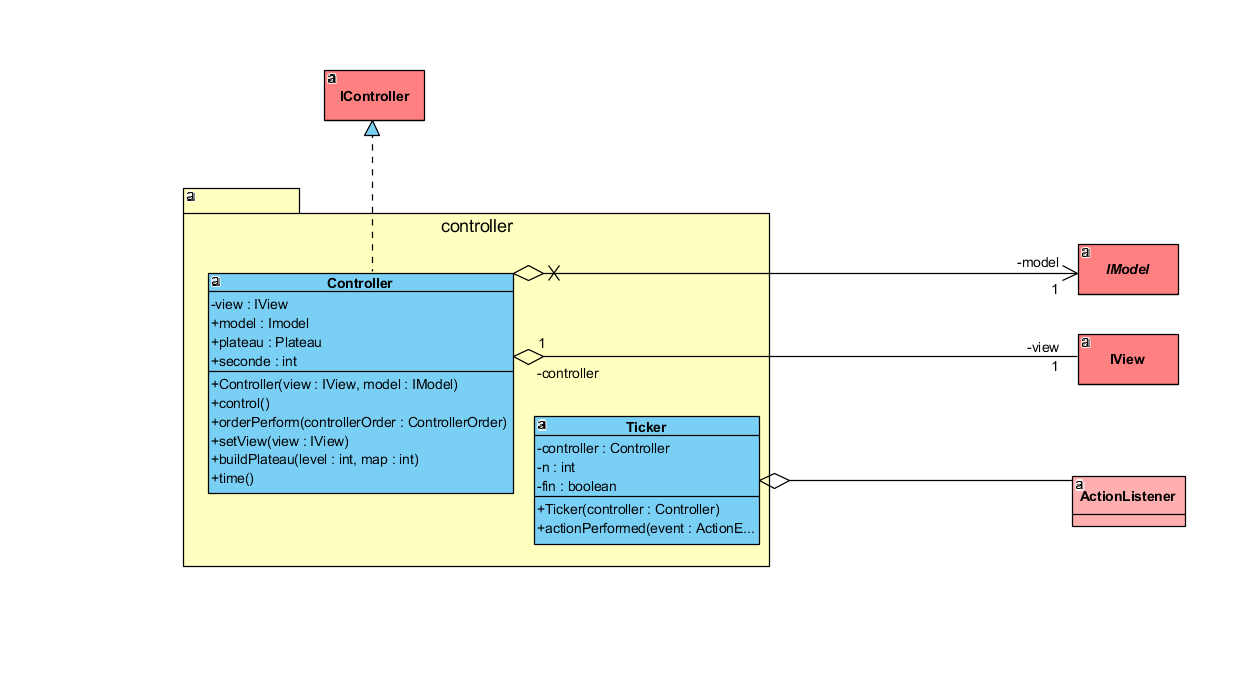 a
IController
a
controller
a
Controller
-view : IView
+model : Imodel
+plateau : Plateau
+seconde : int
+Controller(view : IView, model : IModel)
+control()
+orderPerform(controllerOrder : ControllerOrder)
+setView(view : IView)
+buildPlateau(level : int, map : int)
+time()
-model
1
a
IModel
1
-controller
-view
1
a
IView
a
Ticker
-controller : Controller
-n : int
-fin : boolean
+Ticker(controller : Controller)
+actionPerformed(event : ActionE...
a
ActionListener